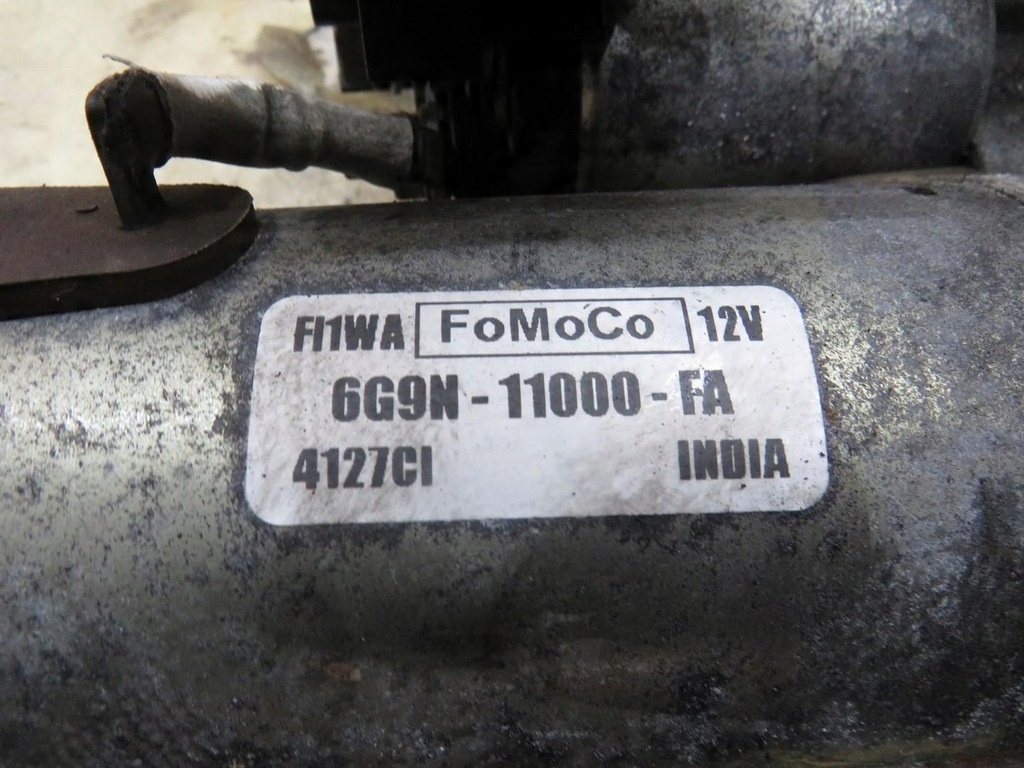 FI1WA FoMoCo 12V
6G9N - 11000 - FA
4127CI INDIA